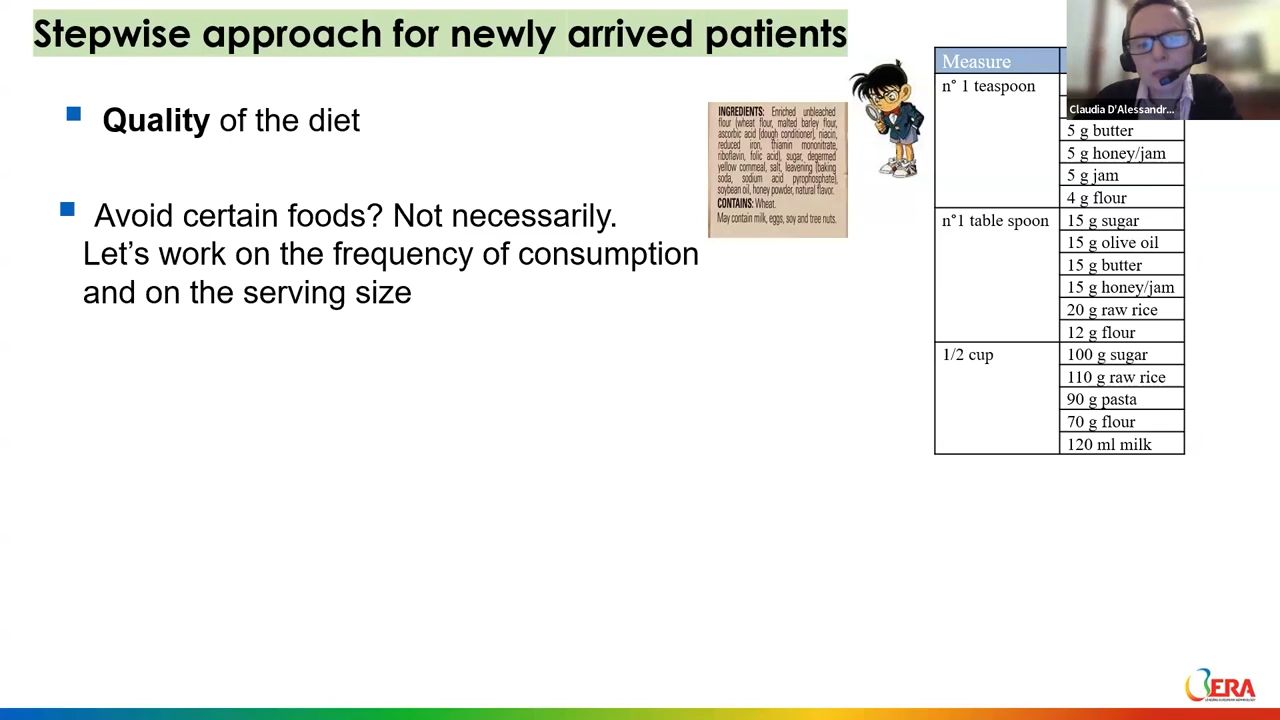 Stepwise approach for newly arrived patients
Quality of the diet
Avoid certain foods? Not necessarily.
Let's work on the frequency of consumption
and on the serving size
INGREDIENTS: Enriched unbleached
flour (wheat flour, malted barley flour,
ascorbic acid [dough conditioner], niacin,
reduced iron, thiamin mononitrate,
riboflavin, folic acid), sugar, degermed
yellow cornmeal, salt, leavening (baking
soda, sodium acid pyrophosphate),
soybean oil, honey powder, natural flavor.
CONTAINS: Wheat.
May contain milk, eggs, soy and tree nuts.
Measure
n° 1 teaspoon
5 g butter
5 g honey/jam
5 g jam
4 g flour
n°1 table spoon
15 g sugar
15 g olive oil
15 g butter
15 g honey/jam
20 g raw rice
12 g flour
1/2 cup
100 g sugar
110 g raw rice
90 g pasta
70 g flour
120 ml milk
Claudia D'Alessandr...
ERA
LEADING EUROPEAN NEPHROLOGY